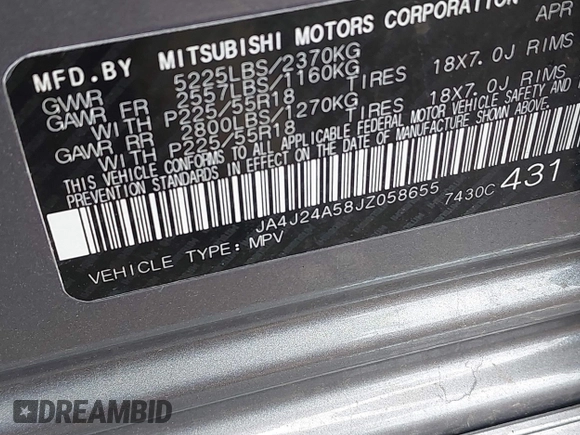 MFD.BY MITSUBISHI MOTORS CORPORATION APR
GVWR 5225LBS/2370KG
GAWR FR 2557LBS/1160KG
WITH P225/55R18 TIRES 18X7.0J RIMS
GAWR RR 2800LBS/1270KG
WITH P225/55R18 TIRES 18X7.0J RIMS
THIS VEHICLE CONFORMS TO ALL APPLICABLE FEDERAL MOTOR VEHICLE SAFETY AND
PREVENTION STANDARDS IN EFFECT ON THE DATE OF MANUFACTURE SHOWN ABOVE.
JA4J24A58JZ058655 7430C 431
VEHICLE TYPE: MPV
DREAMBID